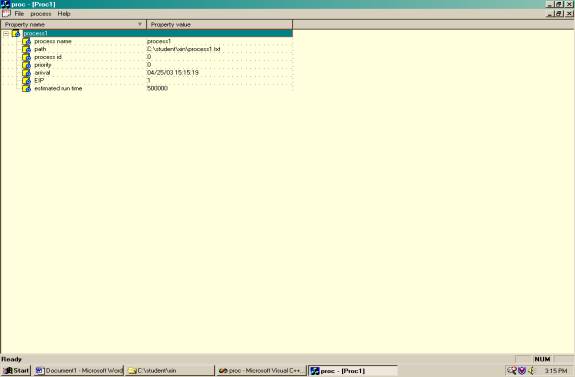 proc - [Proc1]
File process Help
Property name Property value
process1
process name process1
path C:\student\xin\process1.txt
process id 0
priority 0
arrival 04/25/03 15:15:19
EIP 1
estimated run time 500000
Ready NUM
Start Document1 - Microsoft Word C:\student\xin proc - Microsoft Visual C++... proc - [Proc1] 3:15 PM